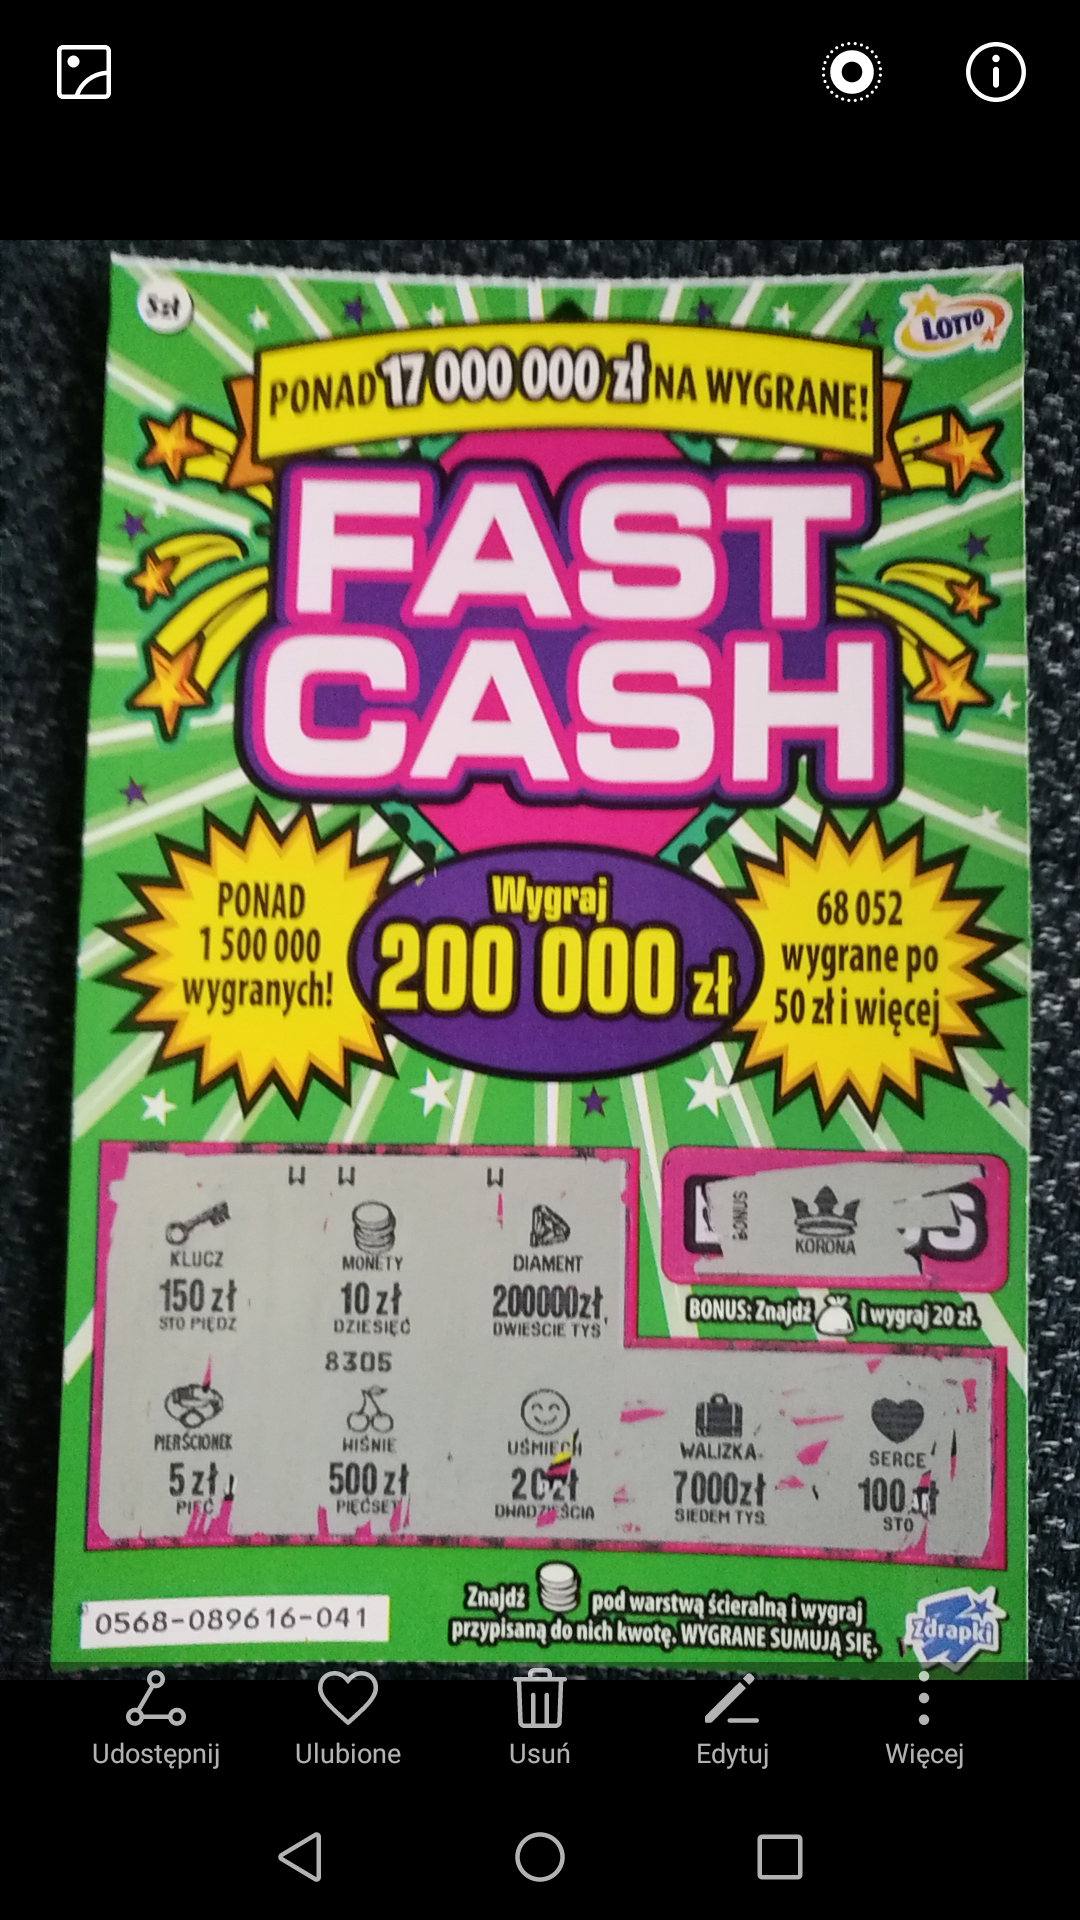 5zł
LOTTO
PONAD 17 000 000 zł NA WYGRANE!
FAST
CASH
PONAD
1 500 000
wygranych!
Wygraj
200 000 zł
68 052
wygrane po
50 zł i więcej
W W W
KLUCZ
150 zł
STO PIĘDZ
MONETY
10 zł
DZIESIĘĆ
DIAMENT
200000zł
DWIEŚCIE TYS
BONUS
KORONA
BONUS: Znajdź i wygraj 20 zł.
8305
PIERŚCIONEK
5 zł
PIĘĆ
WIŚNIE
500 zł
PIĘĆSET
UŚMIECH
20zł
DWADZIEŚCIA
WALIZKA
7000zł
SIEDEM TYS
SERCE
100 zł
STO
0568-089616-041
Znajdź pod warstwą ścieralną i wygraj
przypisaną do nich kwotę. WYGRANE SUMUJĄ SIĘ.
Zdrapki
Udostępnij Ulubione Usuń Edytuj Więcej